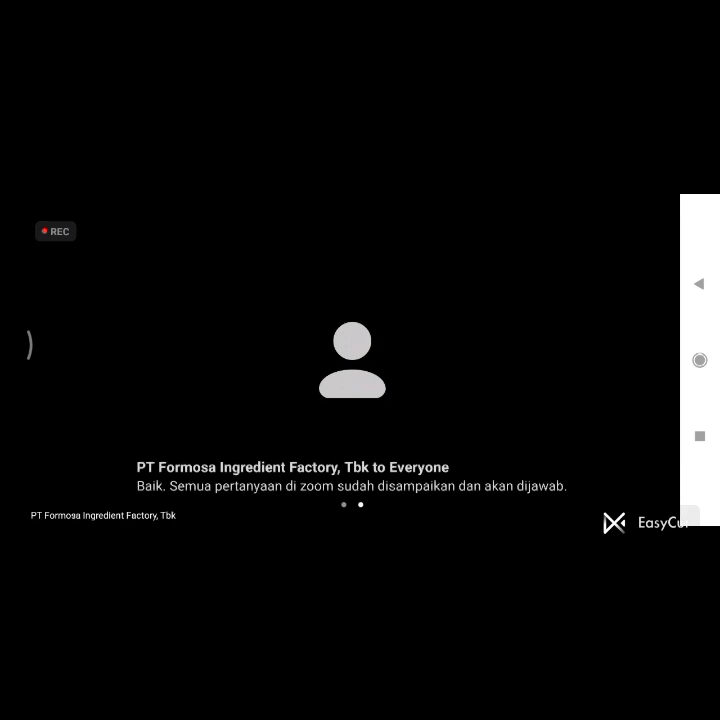 REC
PT Formosa Ingredient Factory, Tbk to Everyone
Baik. Semua pertanyaan di zoom sudah disampaikan dan akan dijawab.
PT Formosa Ingredient Factory, Tbk
EasyCut